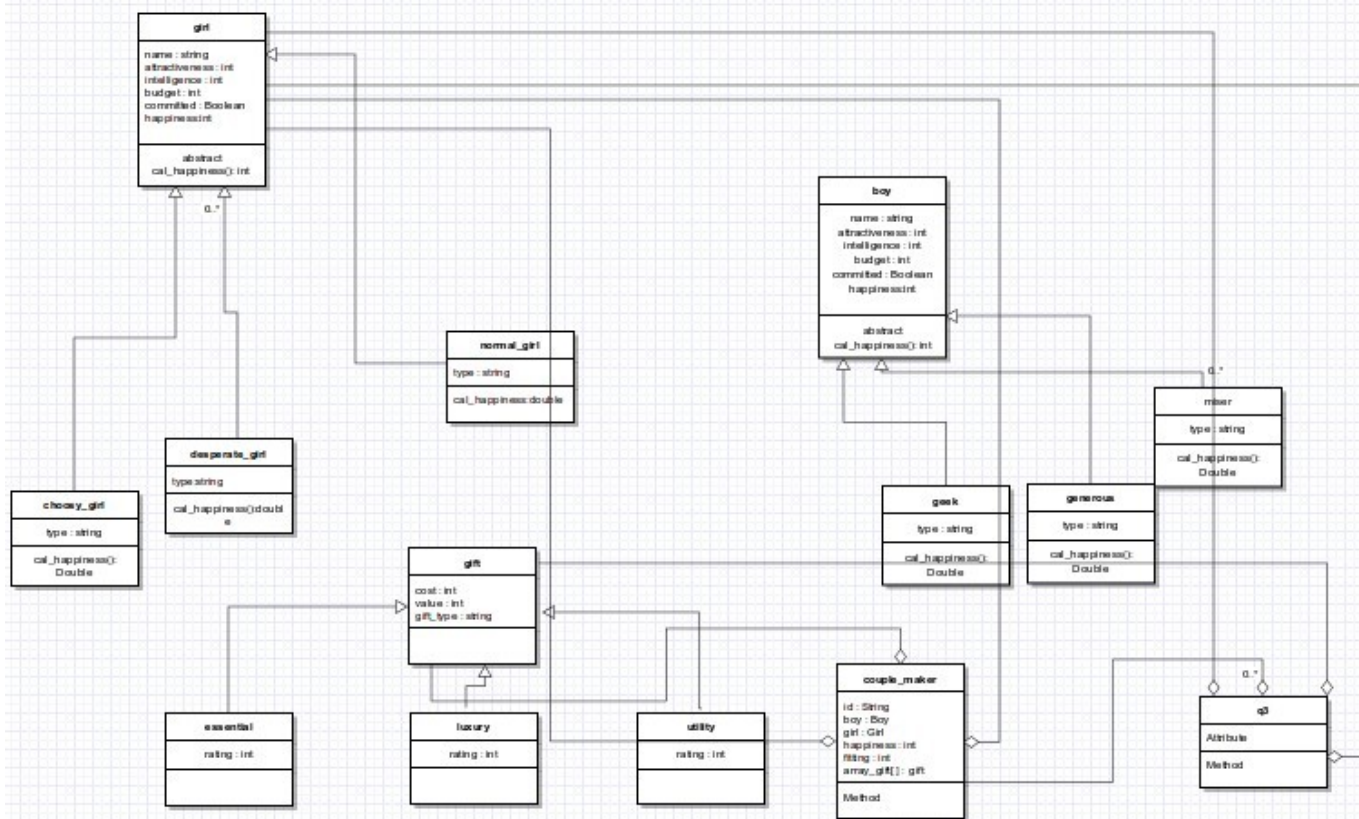 girl
name : string
attractiveness : int
intelligence : int
budget : int
committed : Boolean
happiness:int
abstract
cal_happiness(): int
0..*
boy
name : string
attractiveness : int
intelligence : int
budget : int
committed : Boolean
happiness:int
abstract
cal_happiness(): int
normal_girl
type : string
cal_happiness:double
0..*
miser
type : string
cal_happiness():
Double
desperate_girl
type:string
cal_happiness():doubl
e
choosy_girl
type : string
cal_happiness():
Double
geek
type : string
cal_happiness():
Double
generous
type : string
cal_happiness():
Double
gift
cost : int
value : int
gift_type : string
essential
rating : int
luxury
rating : int
utility
rating : int
couple_maker
id : String
boy : Boy
girl : Girl
happiness : int
fitting : int
array_gift[ ] : gift
Method
0..*
q3
Attribute
Method